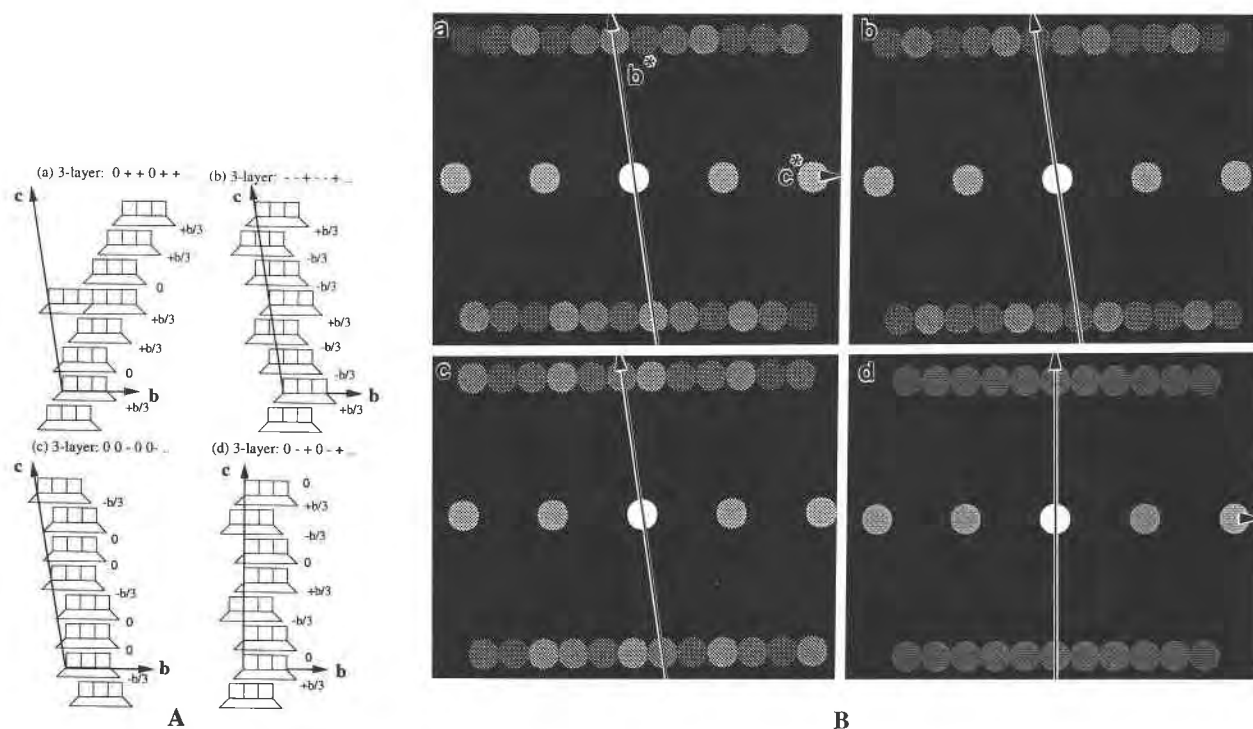 (a) 3-layer: 0 + + 0 + + ...
c
+b/3
+b/3
0
+b/3
+b/3
0
b
+b/3
(b) 3-layer: - - + - - + ...
c
+b/3
-b/3
-b/3
+b/3
-b/3
-b/3
b
+b/3
(c) 3-layer: 0 0 - 0 0- ...
c
-b/3
0
0
-b/3
0
0
b
-b/3
(d) 3-layer: 0 - + 0 - + ...
c
0
+b/3
-b/3
0
+b/3
-b/3
0
b
+b/3
A
a
b*
c*
b
c
d
B